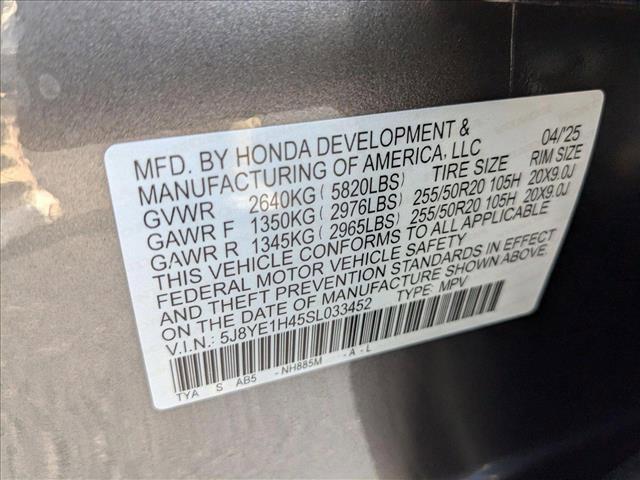 MFD. BY HONDA DEVELOPMENT & 04/'25
MANUFACTURING OF AMERICA, LLC
GVWR 2640KG ( 5820LBS) TIRE SIZE RIM SIZE
GAWR F 1350KG ( 2976LBS) 255/50R20 105H 20X9.0J
GAWR R 1345KG ( 2965LBS) 255/50R20 105H 20X9.0J
THIS VEHICLE CONFORMS TO ALL APPLICABLE
FEDERAL MOTOR VEHICLE SAFETY
AND THEFT PREVENTION STANDARDS IN EFFECT
ON THE DATE OF MANUFACTURE SHOWN ABOVE.
V.I.N.: 5J8YE1H45SL033452 TYPE: MPV
TYA S AB5 - NH885M - A - L